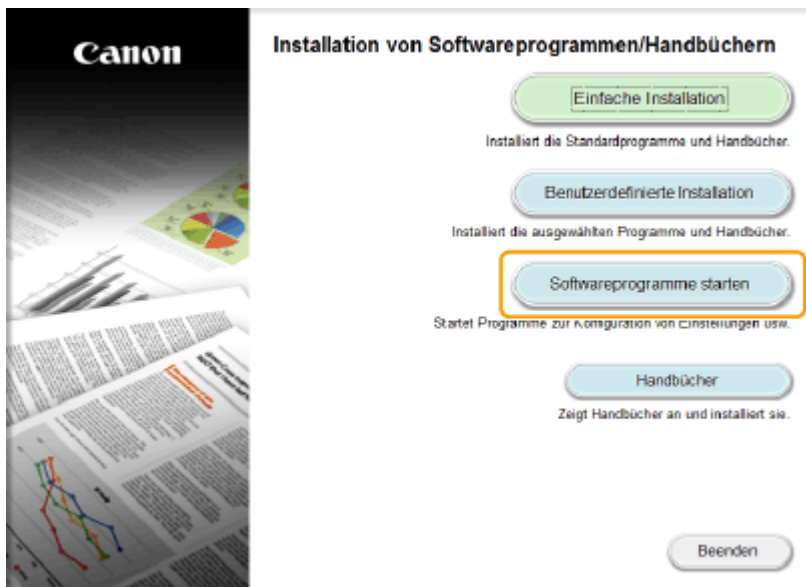 Canon
Installation von Softwareprogrammen/Handbüchern
Einfache Installation
Installiert die Standardprogramme und Handbücher.
Benutzerdefinierte Installation
Installiert die ausgewählten Programme und Handbücher.
Softwareprogramme starten
Startet Programme zur Konfiguration von Einstellungen usw.
Handbücher
Zeigt Handbücher an und installiert sie.
Beenden